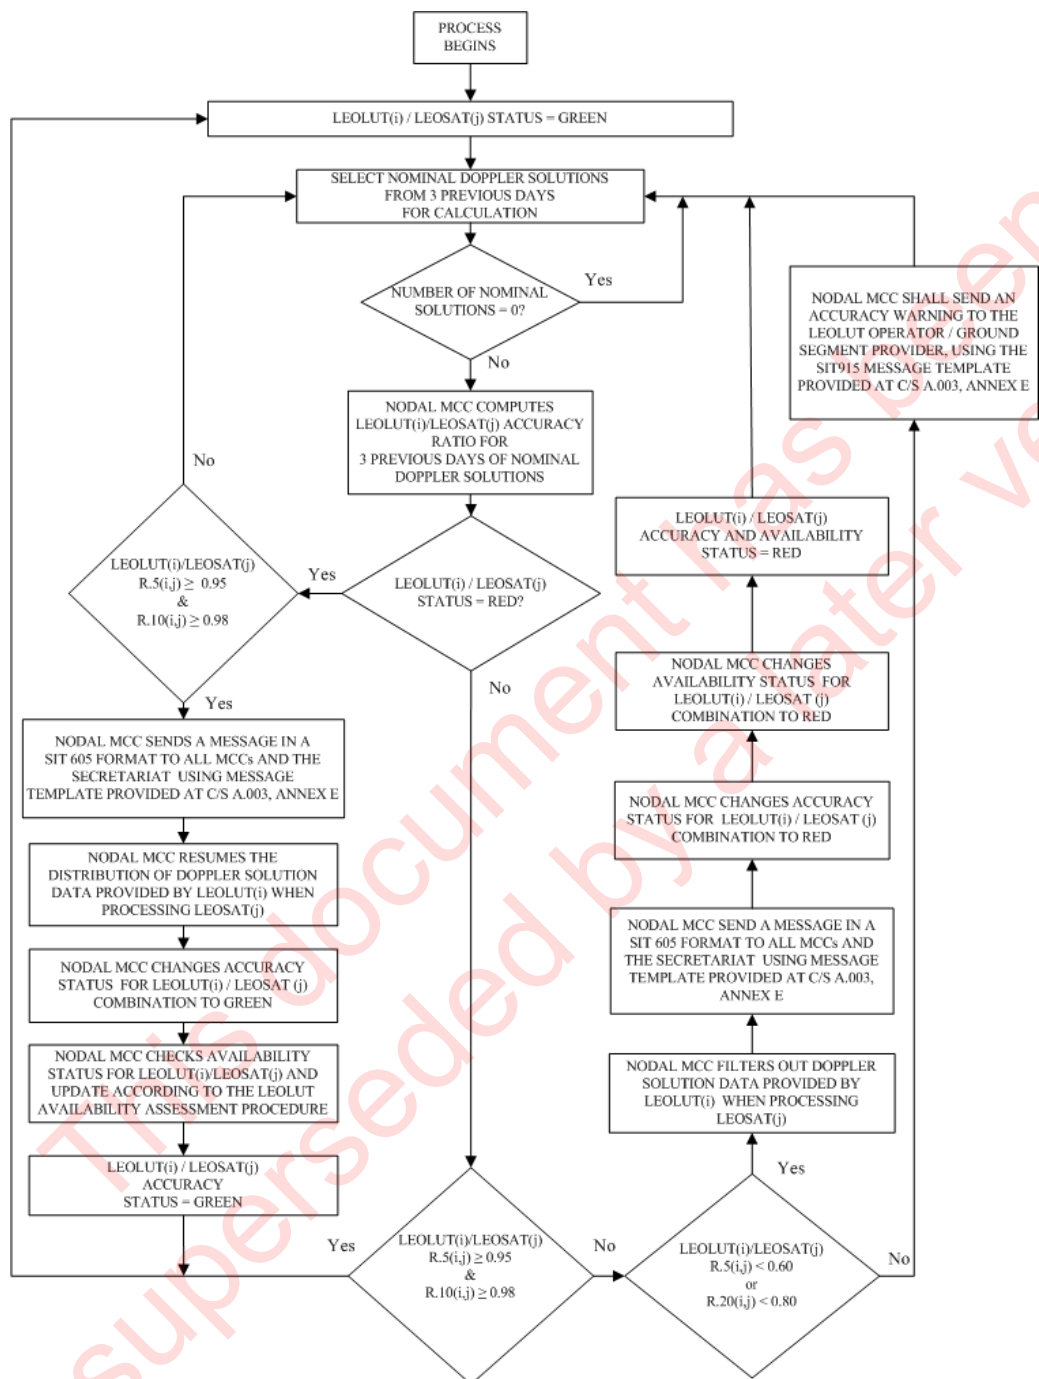 PROCESS
BEGINS
LEOLUT(i) / LEOSAT(j) STATUS = GREEN
SELECT NOMINAL DOPPLER SOLUTIONS
FROM 3 PREVIOUS DAYS
FOR CALCULATION
NUMBER OF NOMINAL
SOLUTIONS = 0?
Yes
No
NODAL MCC SHALL SEND AN
ACCURACY WARNING TO THE
LEOLUT OPERATOR / GROUND
SEGMENT PROVIDER, USING THE
SIT915 MESSAGE TEMPLATE
PROVIDED AT C/S A.003, ANNEX E
NODAL MCC COMPUTES
LEOLUT(i)/LEOSAT(j) ACCURACY
RATIO FOR
3 PREVIOUS DAYS OF NOMINAL
DOPPLER SOLUTIONS
No
LEOLUT(i)/LEOSAT(j)
R.5(i,j) ≥ 0.95
&
R.10(i,j) ≥ 0.98
Yes
LEOLUT(i) / LEOSAT(j)
STATUS = RED?
No
LEOLUT(i) / LEOSAT(j)
ACCURACY AND AVAILABILITY
STATUS = RED
NODAL MCC CHANGES
AVAILABILITY STATUS FOR
LEOLUT(i) / LEOSAT (j)
COMBINATION TO RED
Yes
NODAL MCC SENDS A MESSAGE IN A
SIT 605 FORMAT TO ALL MCCs AND THE
SECRETARIAT USING MESSAGE
TEMPLATE PROVIDED AT C/S A.003, ANNEX E
NODAL MCC CHANGES ACCURACY
STATUS FOR LEOLUT(i) / LEOSAT (j)
COMBINATION TO RED
NODAL MCC RESUMES THE
DISTRIBUTION OF DOPPLER SOLUTION
DATA PROVIDED BY LEOLUT(i) WHEN
PROCESSING LEOSAT(j)
NODAL MCC SEND A MESSAGE IN A
SIT 605 FORMAT TO ALL MCCs AND
THE SECRETARIAT USING MESSAGE
TEMPLATE PROVIDED AT C/S A.003,
ANNEX E
NODAL MCC CHANGES ACCURACY
STATUS FOR LEOLUT(i) / LEOSAT (j)
COMBINATION TO GREEN
NODAL MCC CHECKS AVAILABILITY
STATUS FOR LEOLUT(i)/LEOSAT(j) AND
UPDATE ACCORDING TO THE LEOLUT
AVAILABILITY ASSESSMENT PROCEDURE
NODAL MCC FILTERS OUT DOPPLER
SOLUTION DATA PROVIDED BY
LEOLUT(i) WHEN PROCESSING
LEOSAT(j)
LEOLUT(i) / LEOSAT(j)
ACCURACY
STATUS = GREEN
Yes
Yes
LEOLUT(i)/LEOSAT(j)
R.5(i,j) ≥ 0.95
&
R.10(i,j) ≥ 0.98
No
LEOLUT(i)/LEOSAT(j)
R.5(i,j) < 0.60
or
R.20(i,j) < 0.80
No
This document has been
superseded by a later ve